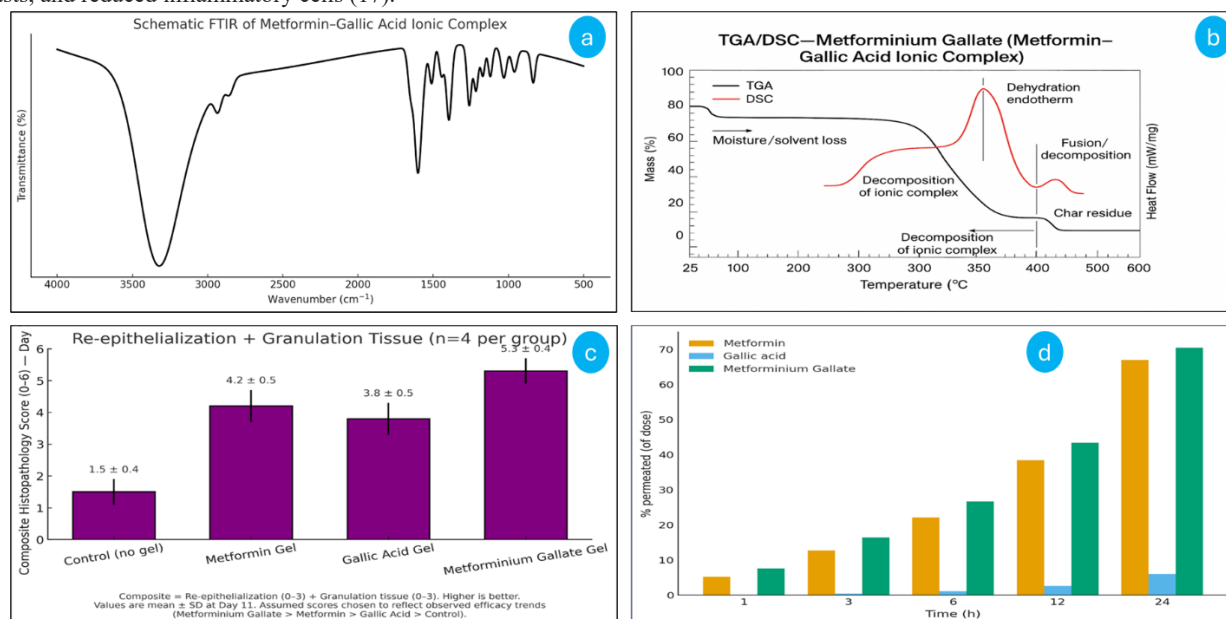 and reduced inflammatory cells (17).
Schematic FTIR of Metformin–Gallic Acid Ionic Complex
a
Transmittance (%)
4000 3500 3000 2500 2000 1500 1000 500
Wavenumber (cm⁻¹)
b
TGA/DSC—Metforminium Gallate (Metformin–
Gallic Acid Ionic Complex)
TGA
DSC
Dehydration
endotherm
Moisture/solvent loss
Fusion/
decomposition
Decomposition
of ionic complex
Char residue
Decomposition
of ionic complex
Mass (%)
100
80
60
40
20
0
Heat Flow (mW/mg)
25 100 200 300 300 350 400 500 600
Temperature (°C
c
Re-epithelialization + Granulation Tissue (n=4 per group)
Composite Histopathology Score (0–6) — Day
6
5
4
3
2
1
0
1.5 ± 0.4
4.2 ± 0.5
3.8 ± 0.5
5.3 ± 0.4
Control (no gel)
Metformin Gel
Gallic Acid Gel
Metforminium Gallate Gel
Composite = Re-epithelialization (0–3) + Granulation tissue (0–3). Higher is better.
Values are mean ± SD at Day 11. Assumed scores chosen to reflect observed efficacy trends
(Metforminium Gallate > Metformin > Gallic Acid > Control).
d
Metformin
Gallic acid
Metforminium Gallate
% permeated (of dose)
70
60
50
40
30
20
10
0
1 3 6 12 24
Time (h)